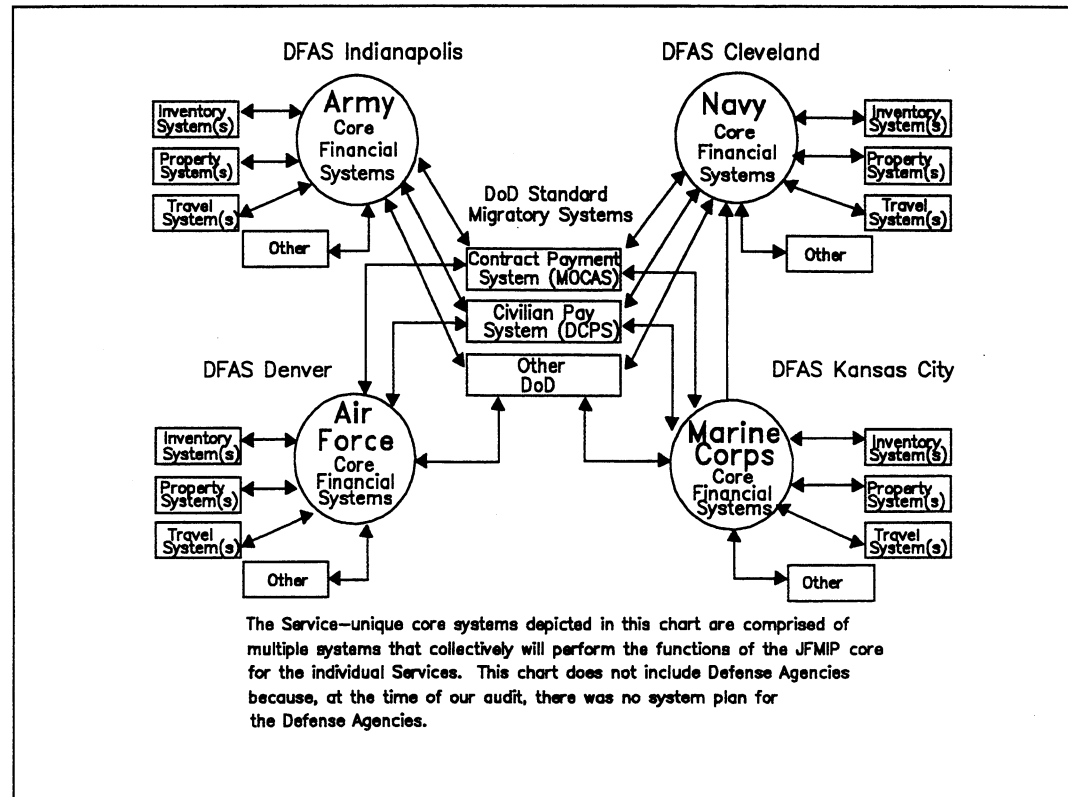 DFAS Indianapolis
Army
Core
Financial
Systems
Inventory
System(s)
Property
System(s)
Travel
System(s)
Other
DFAS Cleveland
Navy
Core
Financial
Systems
Inventory
System(s)
Property
System(s)
Travel
System(s)
Other
DoD Standard
Migratory Systems
Contract Payment
System (MOCAS)
Civilian Pay
System (DCPS)
Other
DoD
DFAS Denver
Air
Force
Core
Financial
Systems
Inventory
System(s)
Property
System(s)
Travel
System(s)
Other
DFAS Kansas City
Marine
Corps
Core
Financial
Systems
Inventory
System(s)
Property
System(s)
Travel
System(s)
Other
The Service-unique core systems depicted in this chart are comprised of
multiple systems that collectively will perform the functions of the JFMIP core
for the individual Services. This chart does not include Defense Agencies
because, at the time of our audit, there was no system plan for
the Defense Agencies.